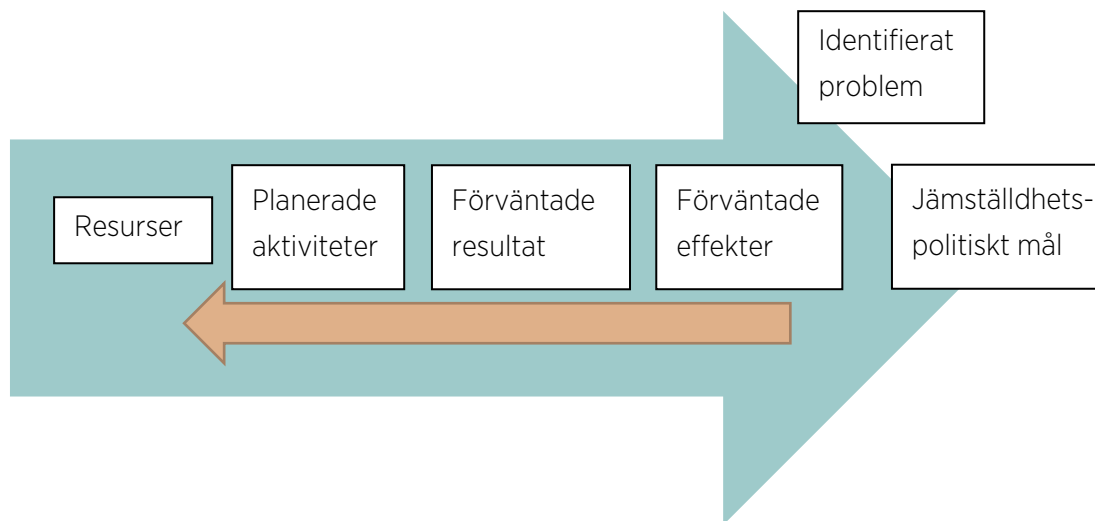 Identifierat
problem
Resurser
Planerade
aktiviteter
Förväntade
resultat
Förväntade
effekter
Jämställdhets-
politiskt mål